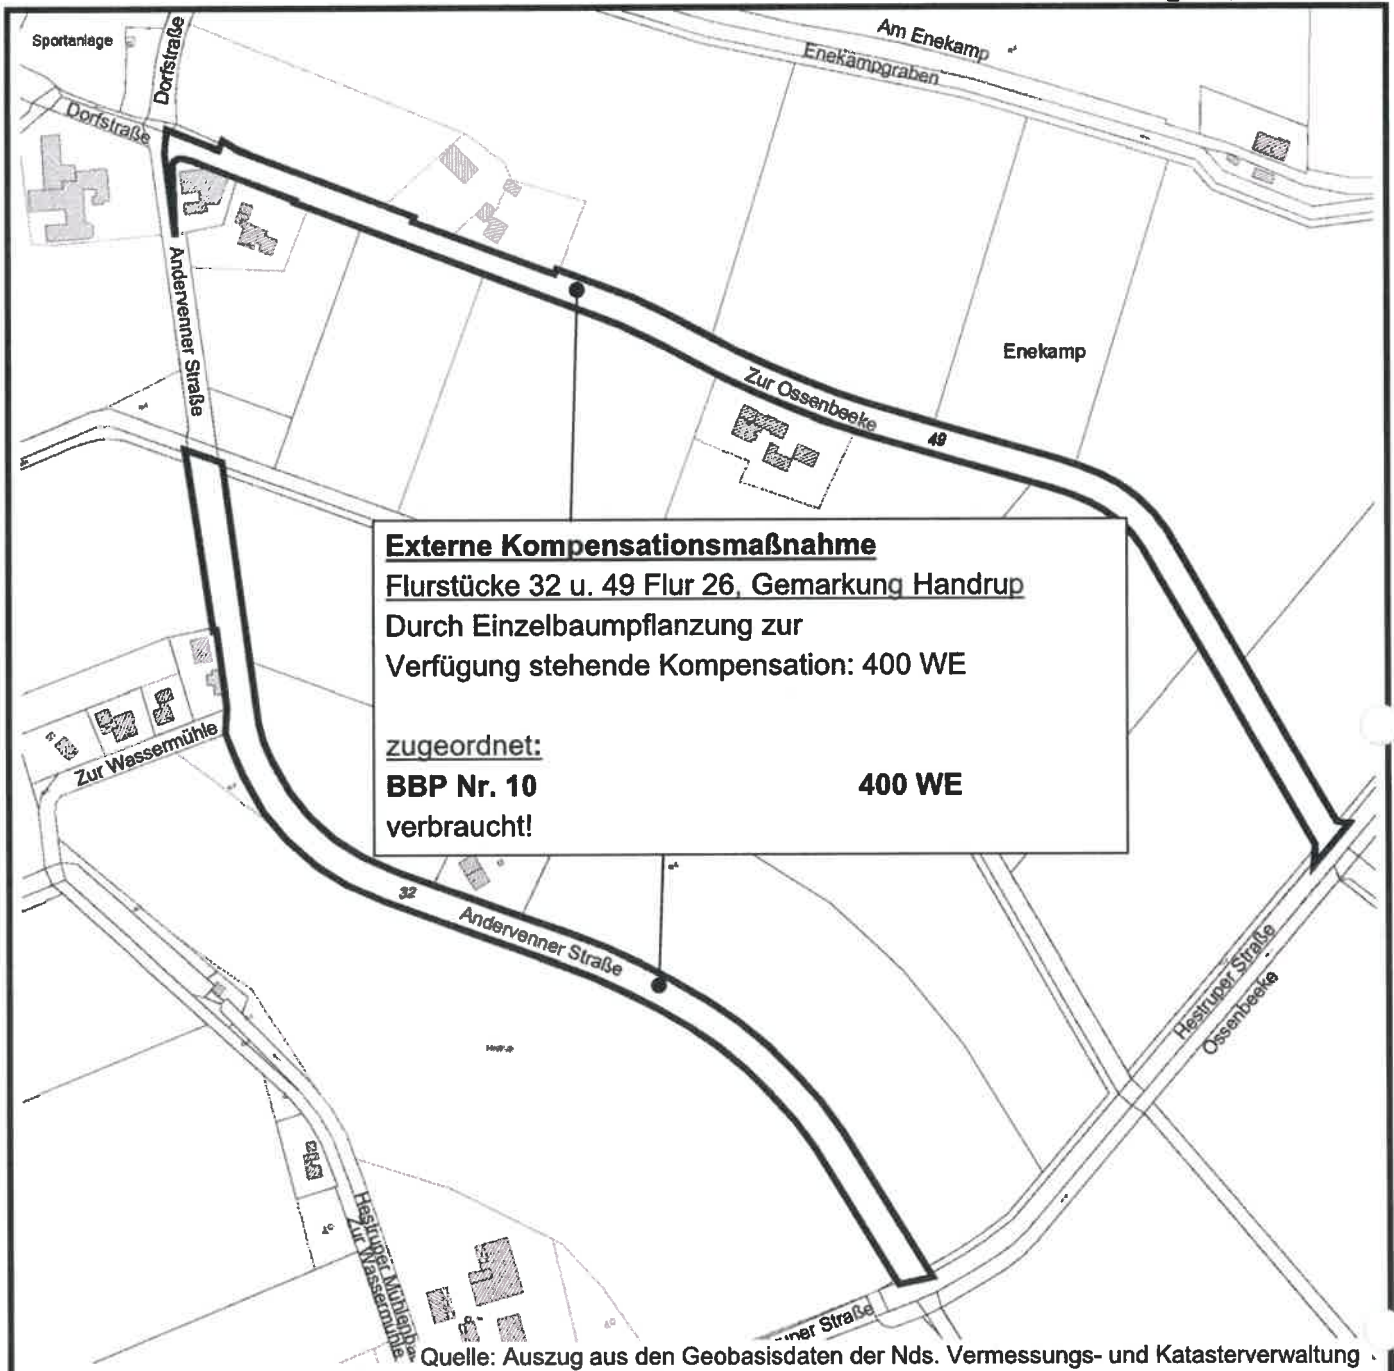 Sportanlage
Dorfstraße
Dorfstraße
Am Enekamp
Enekampgraben
Andervenner Straße
Enekamp
Zur Ossenbeeke
49
Externe Kompensationsmaßnahme
Flurstücke 32 u. 49 Flur 26, Gemarkung Handrup
Durch Einzelbaumpflanzung zur
Verfügung stehende Kompensation: 400 WE
zugeordnet:
BBP Nr. 10 400 WE
verbraucht!
Zur Wassermühle
32
Andervenner Straße
Hestruper Straße
Ossenbeeke
Hestruper Mühlenba
Zur Wassermühle
uper Straße
Quelle: Auszug aus den Geobasisdaten der Nds. Vermessungs- und Katasterverwaltung